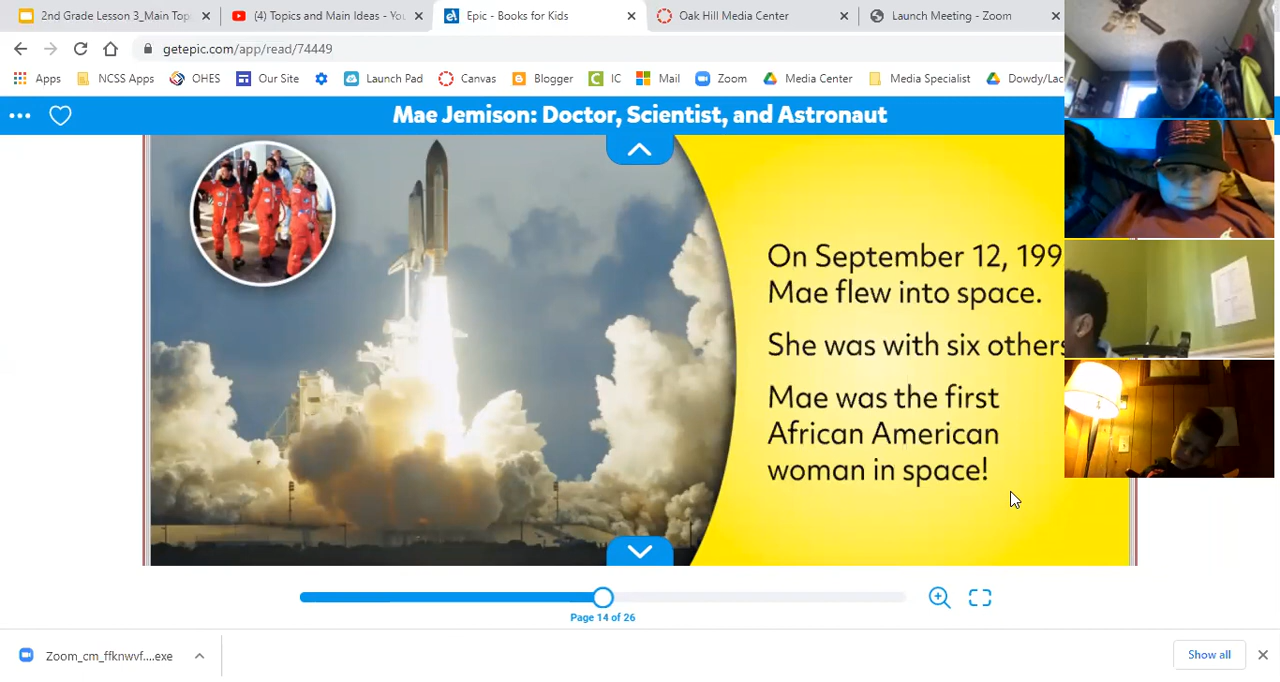 2nd Grade Lesson 3_Main Top
(4) Topics and Main Ideas - You
Epic - Books for Kids
Oak Hill Media Center
Launch Meeting - Zoom
getepic.com/app/read/74449
Apps
NCSS Apps
OHES
Our Site
Launch Pad
Canvas
Blogger
IC
Mail
Zoom
Media Center
Media Specialist
Dowdy/Lac
Mae Jemison: Doctor, Scientist, and Astronaut
On September 12, 199
Mae flew into space.
She was with six others
Mae was the first
African American
woman in space!
Page 14 of 26
Zoom_cm_ffknwvf....exe
Show all